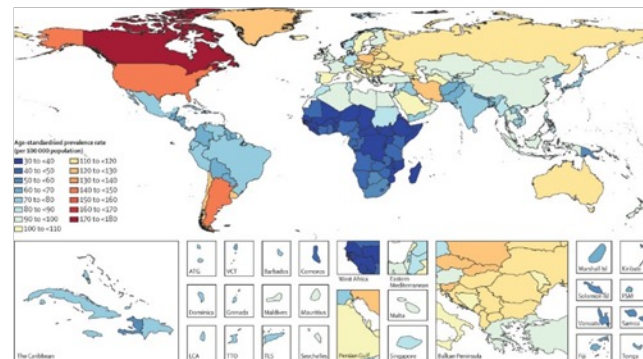 Age-standardised prevalence rate
(per 100 000 population)
30 to <40
40 to <50
50 to <60
60 to <70
70 to <80
80 to <90
90 to <100
100 to <110
110 to <120
120 to <130
130 to <140
140 to <150
150 to <160
160 to <170
170 to <180
ATG
VCT
Barbados
Comoros
West Africa
Eastern
Mediterranean
Marshall Isl
Kiribati
Dominica
Grenada
Maldives
Mauritius
Malta
Solomon Isl
FSM
Vanuatu
Samoa
The Caribbean
LCA
TTO
TLS
Seychelles
Persian Gulf
Singapore
Balkan Peninsula
Fiji